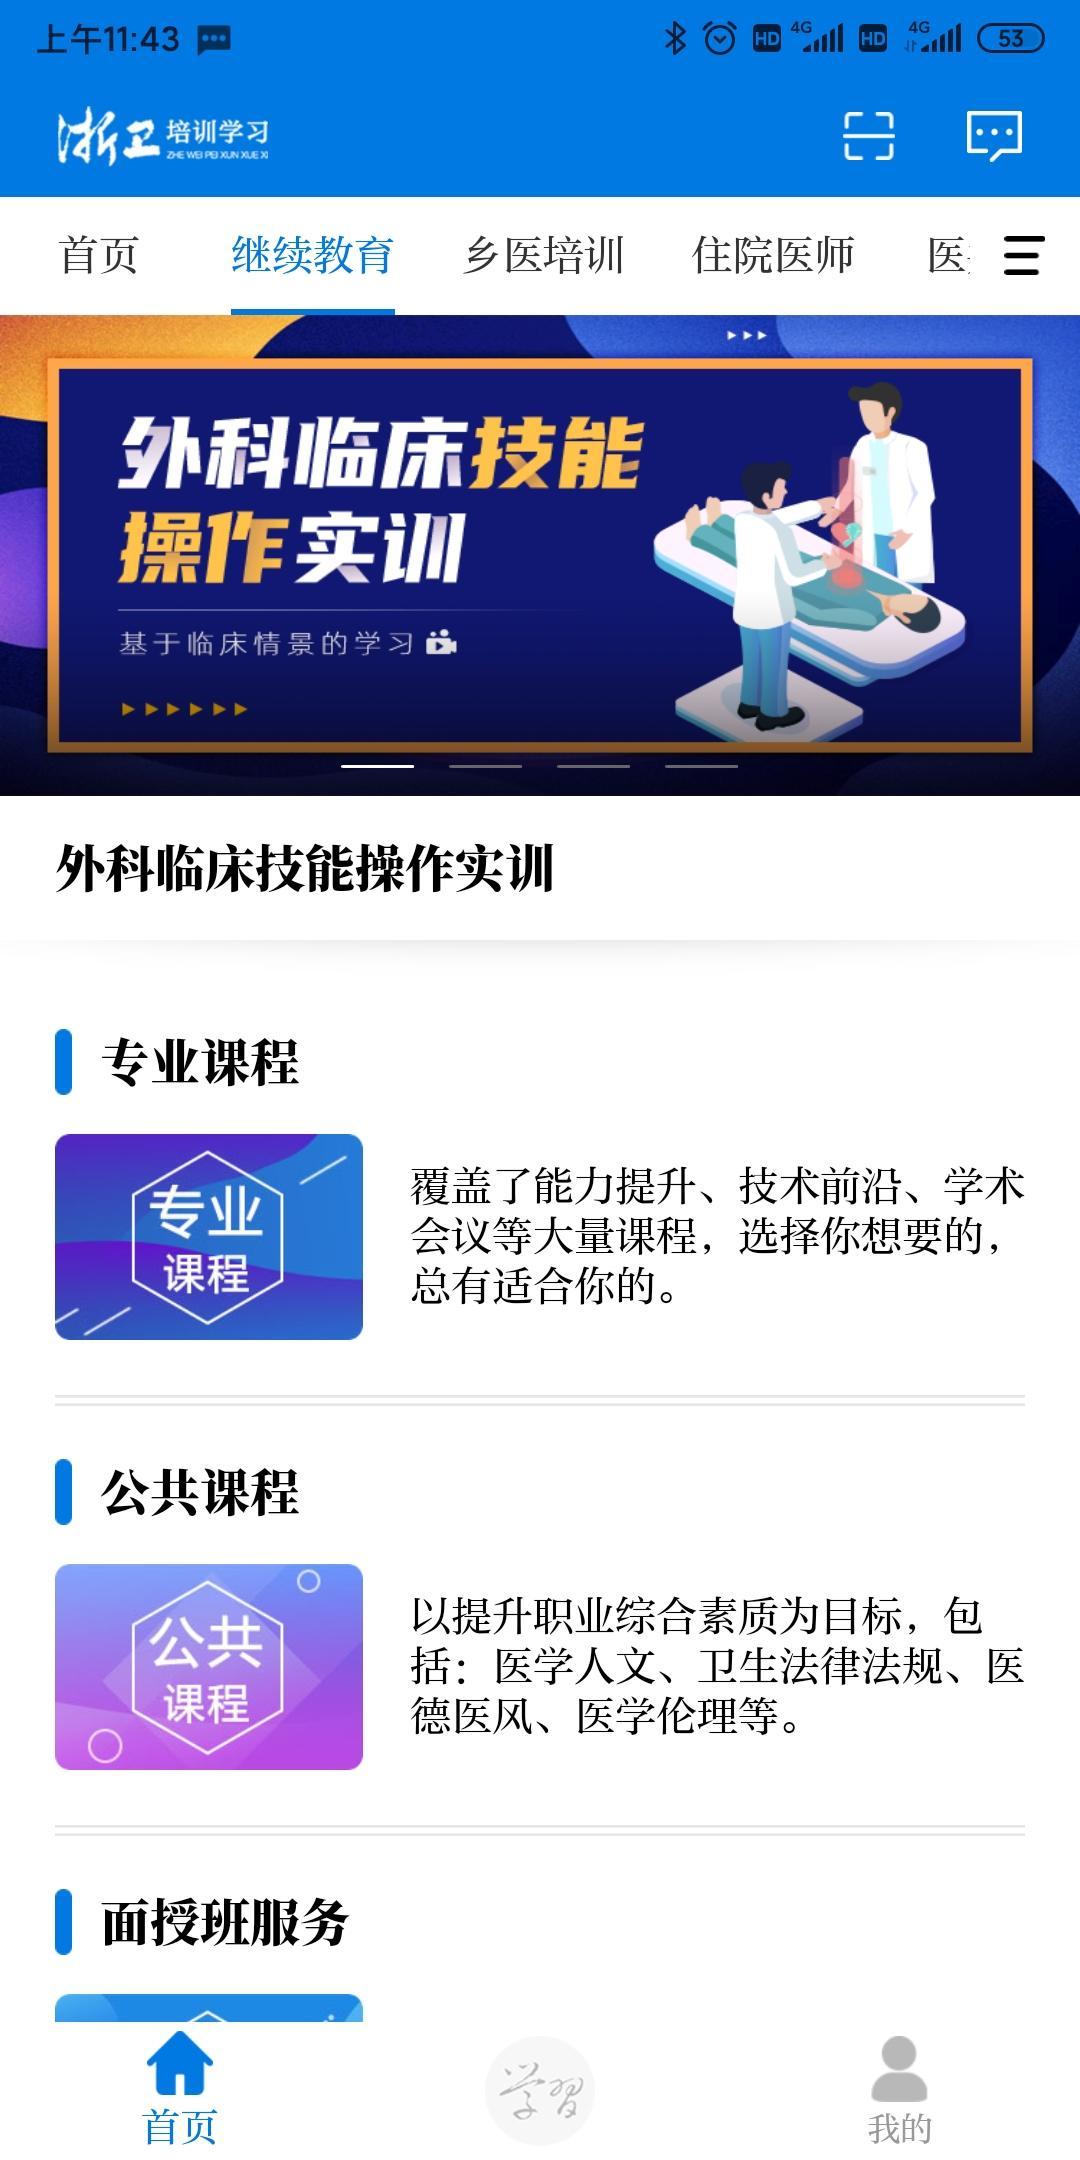 上午11:43
HD 4G HD 4G 53
浙卫 培训学习
ZHE WEI PEI XUN XUE XI
首页 继续教育 乡医培训 住院医师 医
外科临床技能
操作实训
基于临床情景的学习
外科临床技能操作实训
专业课程
专业
课程
覆盖了能力提升、技术前沿、学术
会议等大量课程，选择你想要的，
总有适合你的。
公共课程
公共
课程
以提升职业综合素质为目标，包
括：医学人文、卫生法律法规、医
德医风、医学伦理等。
面授班服务
首页
学習
我的